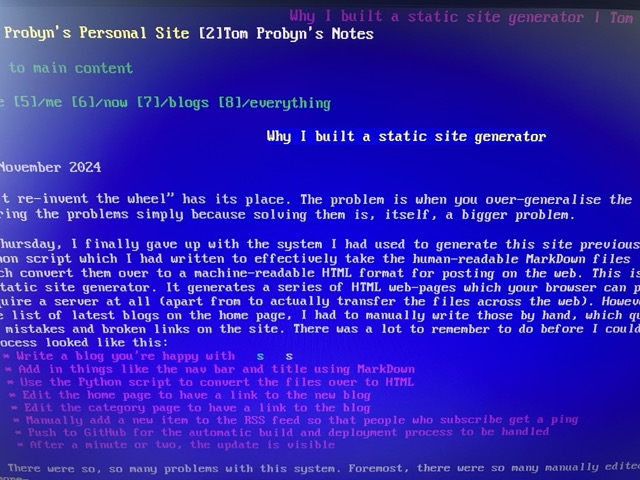 Why I built a static site generator | Tom
Probyn's Personal Site [2]Tom Probyn's Notes
to main content
e [5]/me [6]/now [7]/blogs [8]/everything
Why I built a static site generator
November 2024
t re-invent the wheel” has its place. The problem is when you over-generalise the
ring the problems simply because solving them is, itself, a bigger problem.
hursday, I finally gave up with the system I had used to generate this site previous
hon script which I had written to effectively take the human-readable MarkDown files
ch convert them over to a machine-readable HTML format for posting on the web. This is
tatic site generator. It generates a series of HTML web-pages which your browser can p
quire a server at all (apart from to actually transfer the files across the web). Howeve
e list of latest blogs on the home page, I had to manually write those by hand, which qu
mistakes and broken links on the site. There was a lot to remember to do before I could
ocess looked like this:
* Write a blog you're happy with s s
* Add in things like the nav bar and title using MarkDown
* Use the Python script to convert the files over to HTML
* Edit the home page to have a link to the new blog
* Edit the category page to have a link to the blog
* Manually add a new item to the RSS feed so that people who subscribe get a ping
* Push to GitHub for the automatic build and deployment process to be handled
* After a minute or two, the update is visible
There were so, so many problems with this system. Foremost, there were so many manually edited
more-